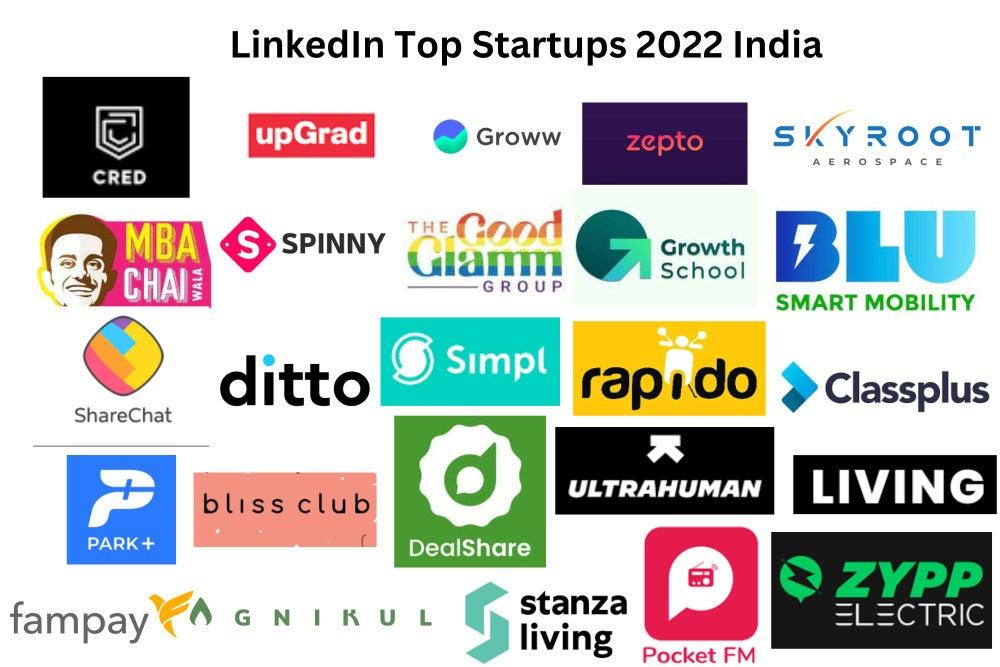 LinkedIn Top Startups 2022 India
CRED
upGrad
Groww
zepto
SKYROOT
AEROSPACE
MBA
CHAI
WALA
S
SPINNY
THE Good
Glamm
GROUP
Growth
School
BLU
SMART MOBILITY
ShareChat
ditto
Simpl
rapido
Classplus
PARK+
bliss club
DealShare
ULTRAHUMAN
LIVING
fampay
AGNIKUL
stanza
living
Pocket FM
ZYPP
ELECTRIC